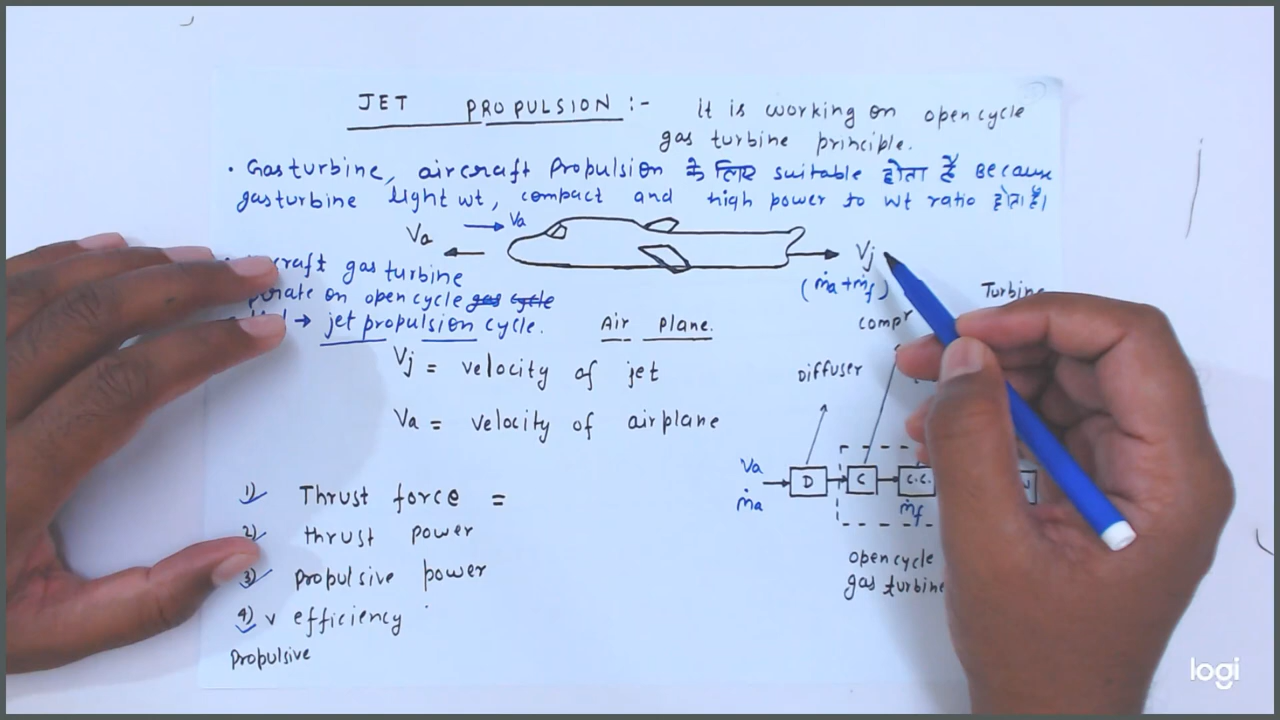 JET PROPULSION :- It is working on open cycle
gas turbine principle.
• Gas turbine, aircraft Propulsion के लिए suitable होता है Because
gas turbine light wt, compact and high power to wt ratio होता है।
Va
Va
Vj
(ṁa+ṁf)
craft gas turbine
on open cycle gas cycle
→ jet propulsion cycle.
Air Plane.
Vj = velocity of jet
Va = velocity of airplane
Turbine
compr
Diffuser
Va
ṁa
D
C
C.C.
N
ṁf
open cycle
gas turbine
1) Thrust force =
2) thrust power
3) Propulsive power
4) v efficiency
Propulsive
logi